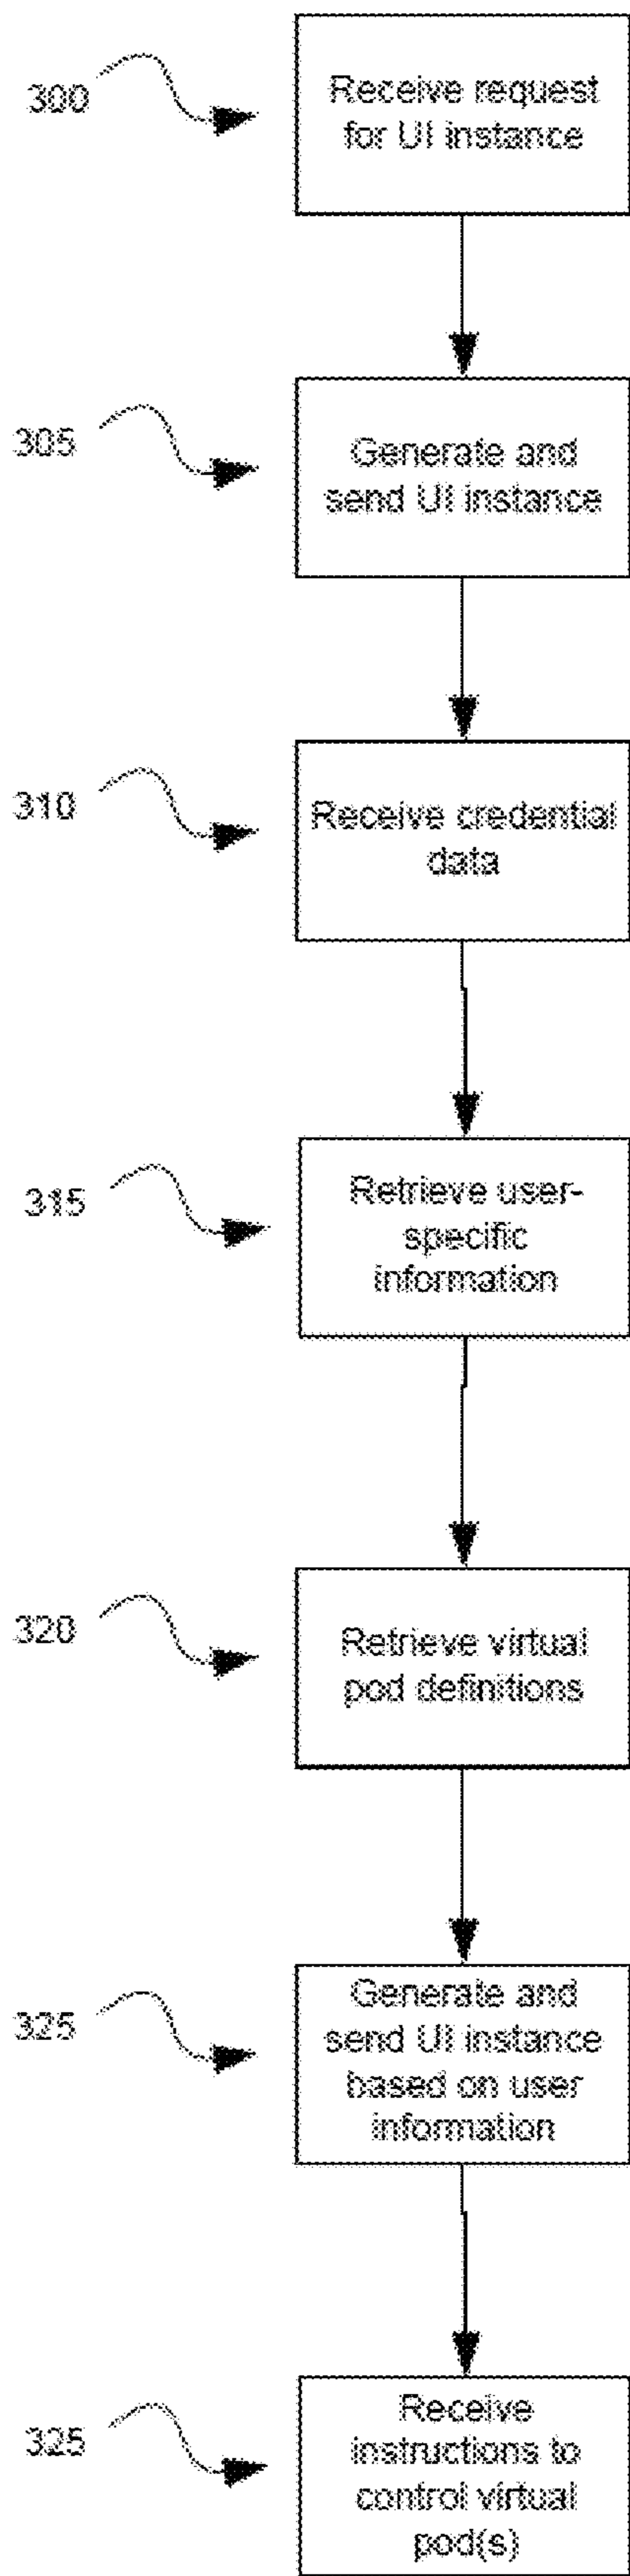 300
Receive request
for UI instance
305
Generate and
send UI instance
310
Receive credential
data
315
Retrieve user-
specific
information
320
Retrieve virtual
pod definitions
325
Generate and
send UI instance
based on user
information
325
Receive
instructions to
control virtual
pod(s)